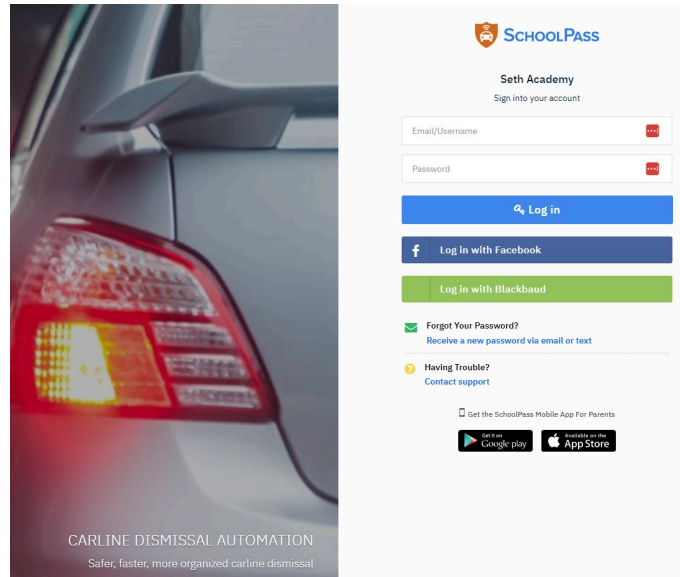 SCHOOLPASS
Seth Academy
Sign into your account
Email/Username
Password
Log in
f Log in with Facebook
Log in with Blackbaud
Forgot Your Password?
Receive a new password via email or text
? Having Trouble?
Contact support
Get the SchoolPass Mobile App For Parents
Get it on
Google play
Available on the
App Store
CARLINE DISMISSAL AUTOMATION
Safer, faster, more organized carline dismissal